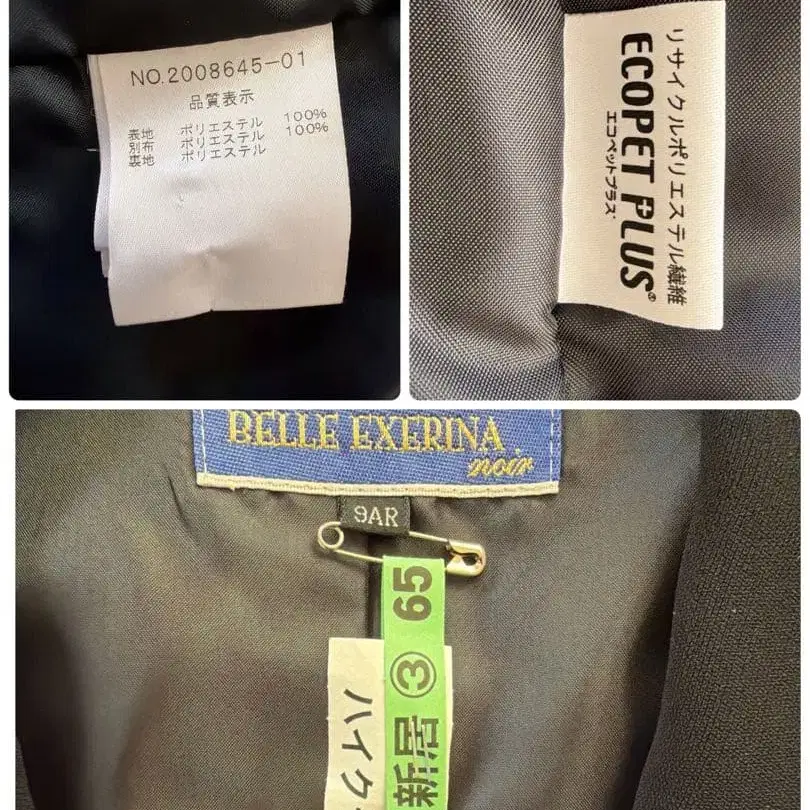 NO.2008645-01
品質表示
表地 ポリエステル 100%
別布 ポリエステル 100%
裏地 ポリエステル
リサイクルポリエステル繊維
ECOPET PLUS®
エコペットプラス
BELLE EXERINA
noir
9AR
65
③
新品
ハイク